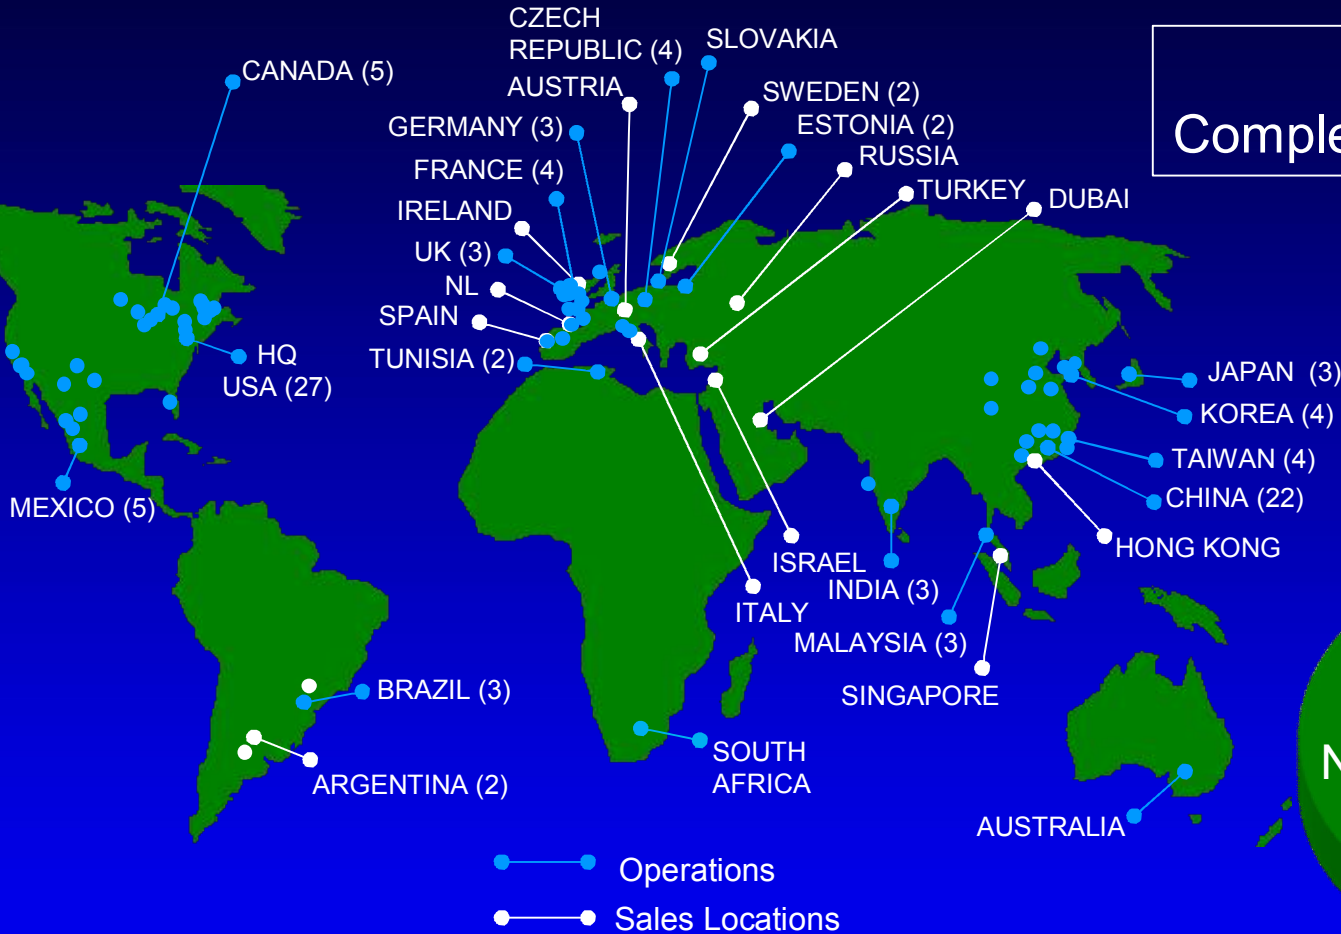 CZECH
REPUBLIC (4)
SLOVAKIA
CANADA (5)
AUSTRIA
SWEDEN (2)
GERMANY (3)
ESTONIA (2)
Comple
FRANCE (4)
RUSSIA
TURKEY
DUBAI
IRELAND
UK (3)
NL
SPAIN
TUNISIA (2)
HQ
USA (27)
JAPAN (3)
KOREA (4)
TAIWAN (4)
CHINA (22)
MEXICO (5)
HONG KONG
ISRAEL
INDIA (3)
ITALY
MALAYSIA (3)
SINGAPORE
BRAZIL (3)
SOUTH
AFRICA
N
ARGENTINA (2)
AUSTRALIA
Operations
Sales Locations